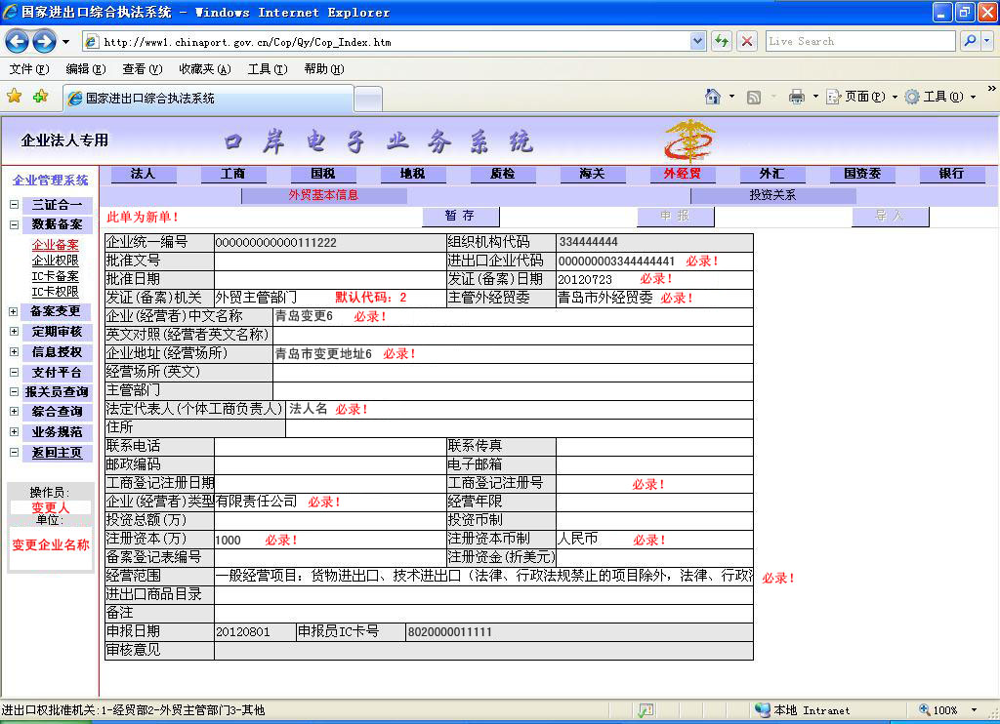 国家进出口综合执法系统 - Windows Internet Explorer
http://www1.chinaport.gov.cn/Cop/Qy/Cop_Index.htm
Live Search
文件(F) 编辑(E) 查看(V) 收藏夹(A) 工具(T) 帮助(H)
国家进出口综合执法系统
页面(P) 工具(O) »
企业法人专用 口岸电子业务系统
企业管理系统
法人 工商 国税 地税 质检 海关 外经贸 外汇 国资委 银行
外贸基本信息 投资关系
此单为新单! 暂存 申报 导入
三证合一
数据备案
企业备案
企业权限
IC卡备案
IC卡权限
备案变更
定期审核
信息授权
支付平台
报关员查询
综合查询
业务规范
返回主页
操作员:
变更人
单位:
变更企业名称
企业统一编号 000000000000111222 组织机构代码 334444444
批准文号 进出口企业代码 000000003344444441 必录!
批准日期 发证(备案)日期 20120723 必录!
发证(备案)机关 外贸主管部门 默认代码: 2 主管外经贸委 青岛市外经贸委 必录!
企业(经营者)中文名称 青岛变更6 必录!
英文对照(经营者英文名称)
企业地址(经营场所) 青岛市变更地址6 必录!
经营场所(英文)
主管部门
法定代表人(个体工商负责人) 法人名 必录!
住所
联系电话 联系传真
邮政编码 电子邮箱
工商登记注册日期 工商登记注册号 必录!
企业(经营者)类型 有限责任公司 必录! 经营年限
投资总额(万) 投资币制
注册资本(万) 1000 必录! 注册资本币制 人民币 必录!
备案登记表编号 注册资金(折美元)
经营范围 一般经营项目: 货物进出口、技术进出口（法律、行政法规禁止的项目除外, 法律、行政 必录!
进出口商品目录
备注
申报日期 20120801 申报员IC卡号 8020000011111
审核意见
进出口权批准机关:1-经贸部2-外贸主管部门3-其他 本地 Intranet 100%